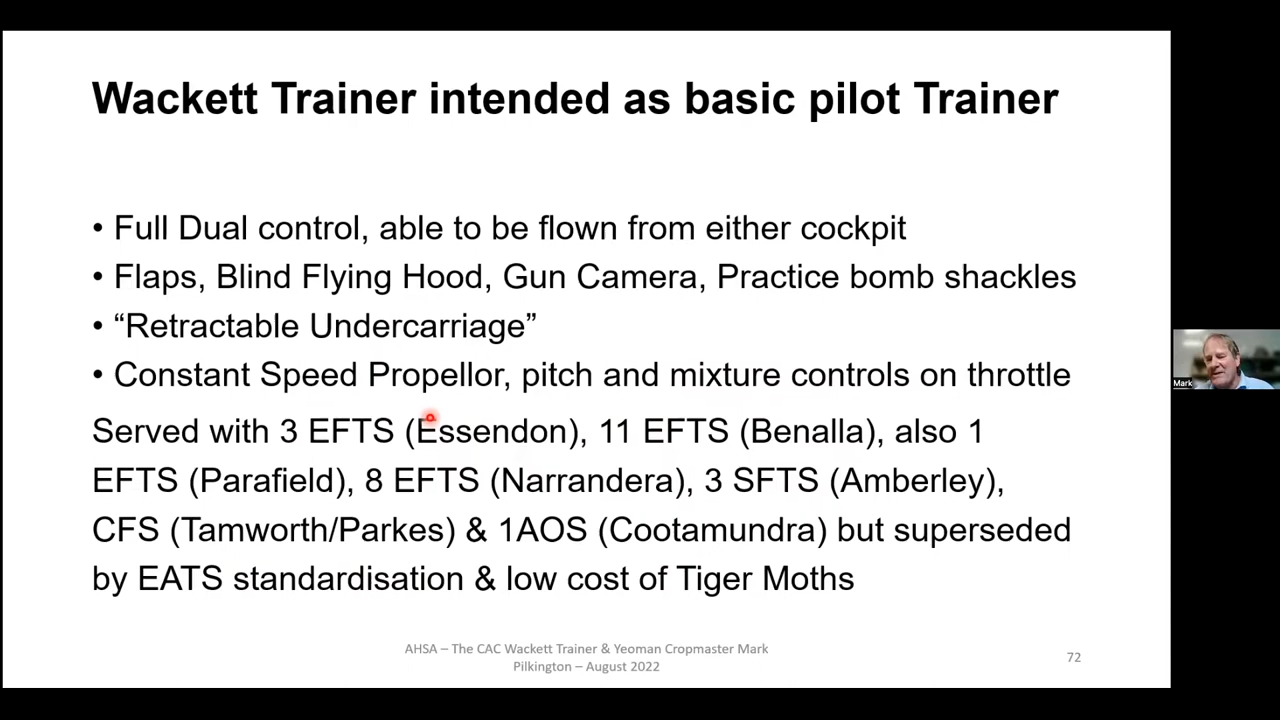 Wackett Trainer intended as basic pilot Trainer
• Full Dual control, able to be flown from either cockpit
• Flaps, Blind Flying Hood, Gun Camera, Practice bomb shackles
• “Retractable Undercarriage”
• Constant Speed Propellor, pitch and mixture controls on throttle
Served with 3 EFTS (Essendon), 11 EFTS (Benalla), also 1
EFTS (Parafield), 8 EFTS (Narrandera), 3 SFTS (Amberley),
CFS (Tamworth/Parkes) & 1AOS (Cootamundra) but superseded
by EATS standardisation & low cost of Tiger Moths
AHSA – The CAC Wackett Trainer & Yeoman Cropmaster Mark
Pilkington – August 2022
72
Mark